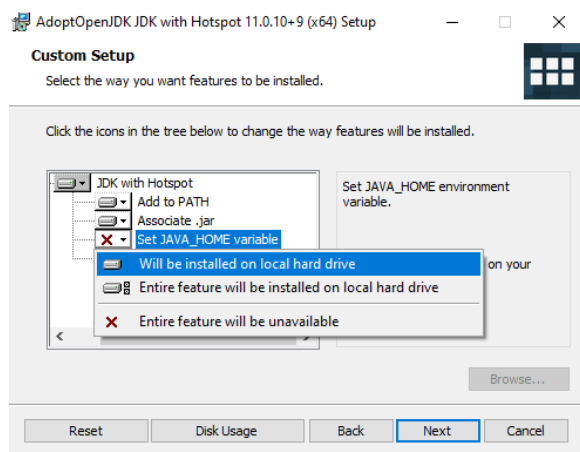 AdoptOpenJDK JDK with Hotspot 11.0.10+9 (x64) Setup
Custom Setup
Select the way you want features to be installed.
Click the icons in the tree below to change the way features will be installed.
JDK with Hotspot
Add to PATH
Associate .jar
Set JAVA_HOME variable
Will be installed on local hard drive
Entire feature will be installed on local hard drive
Entire feature will be unavailable
Set JAVA_HOME environment
variable.
on your
Browse...
Reset
Disk Usage
Back
Next
Cancel